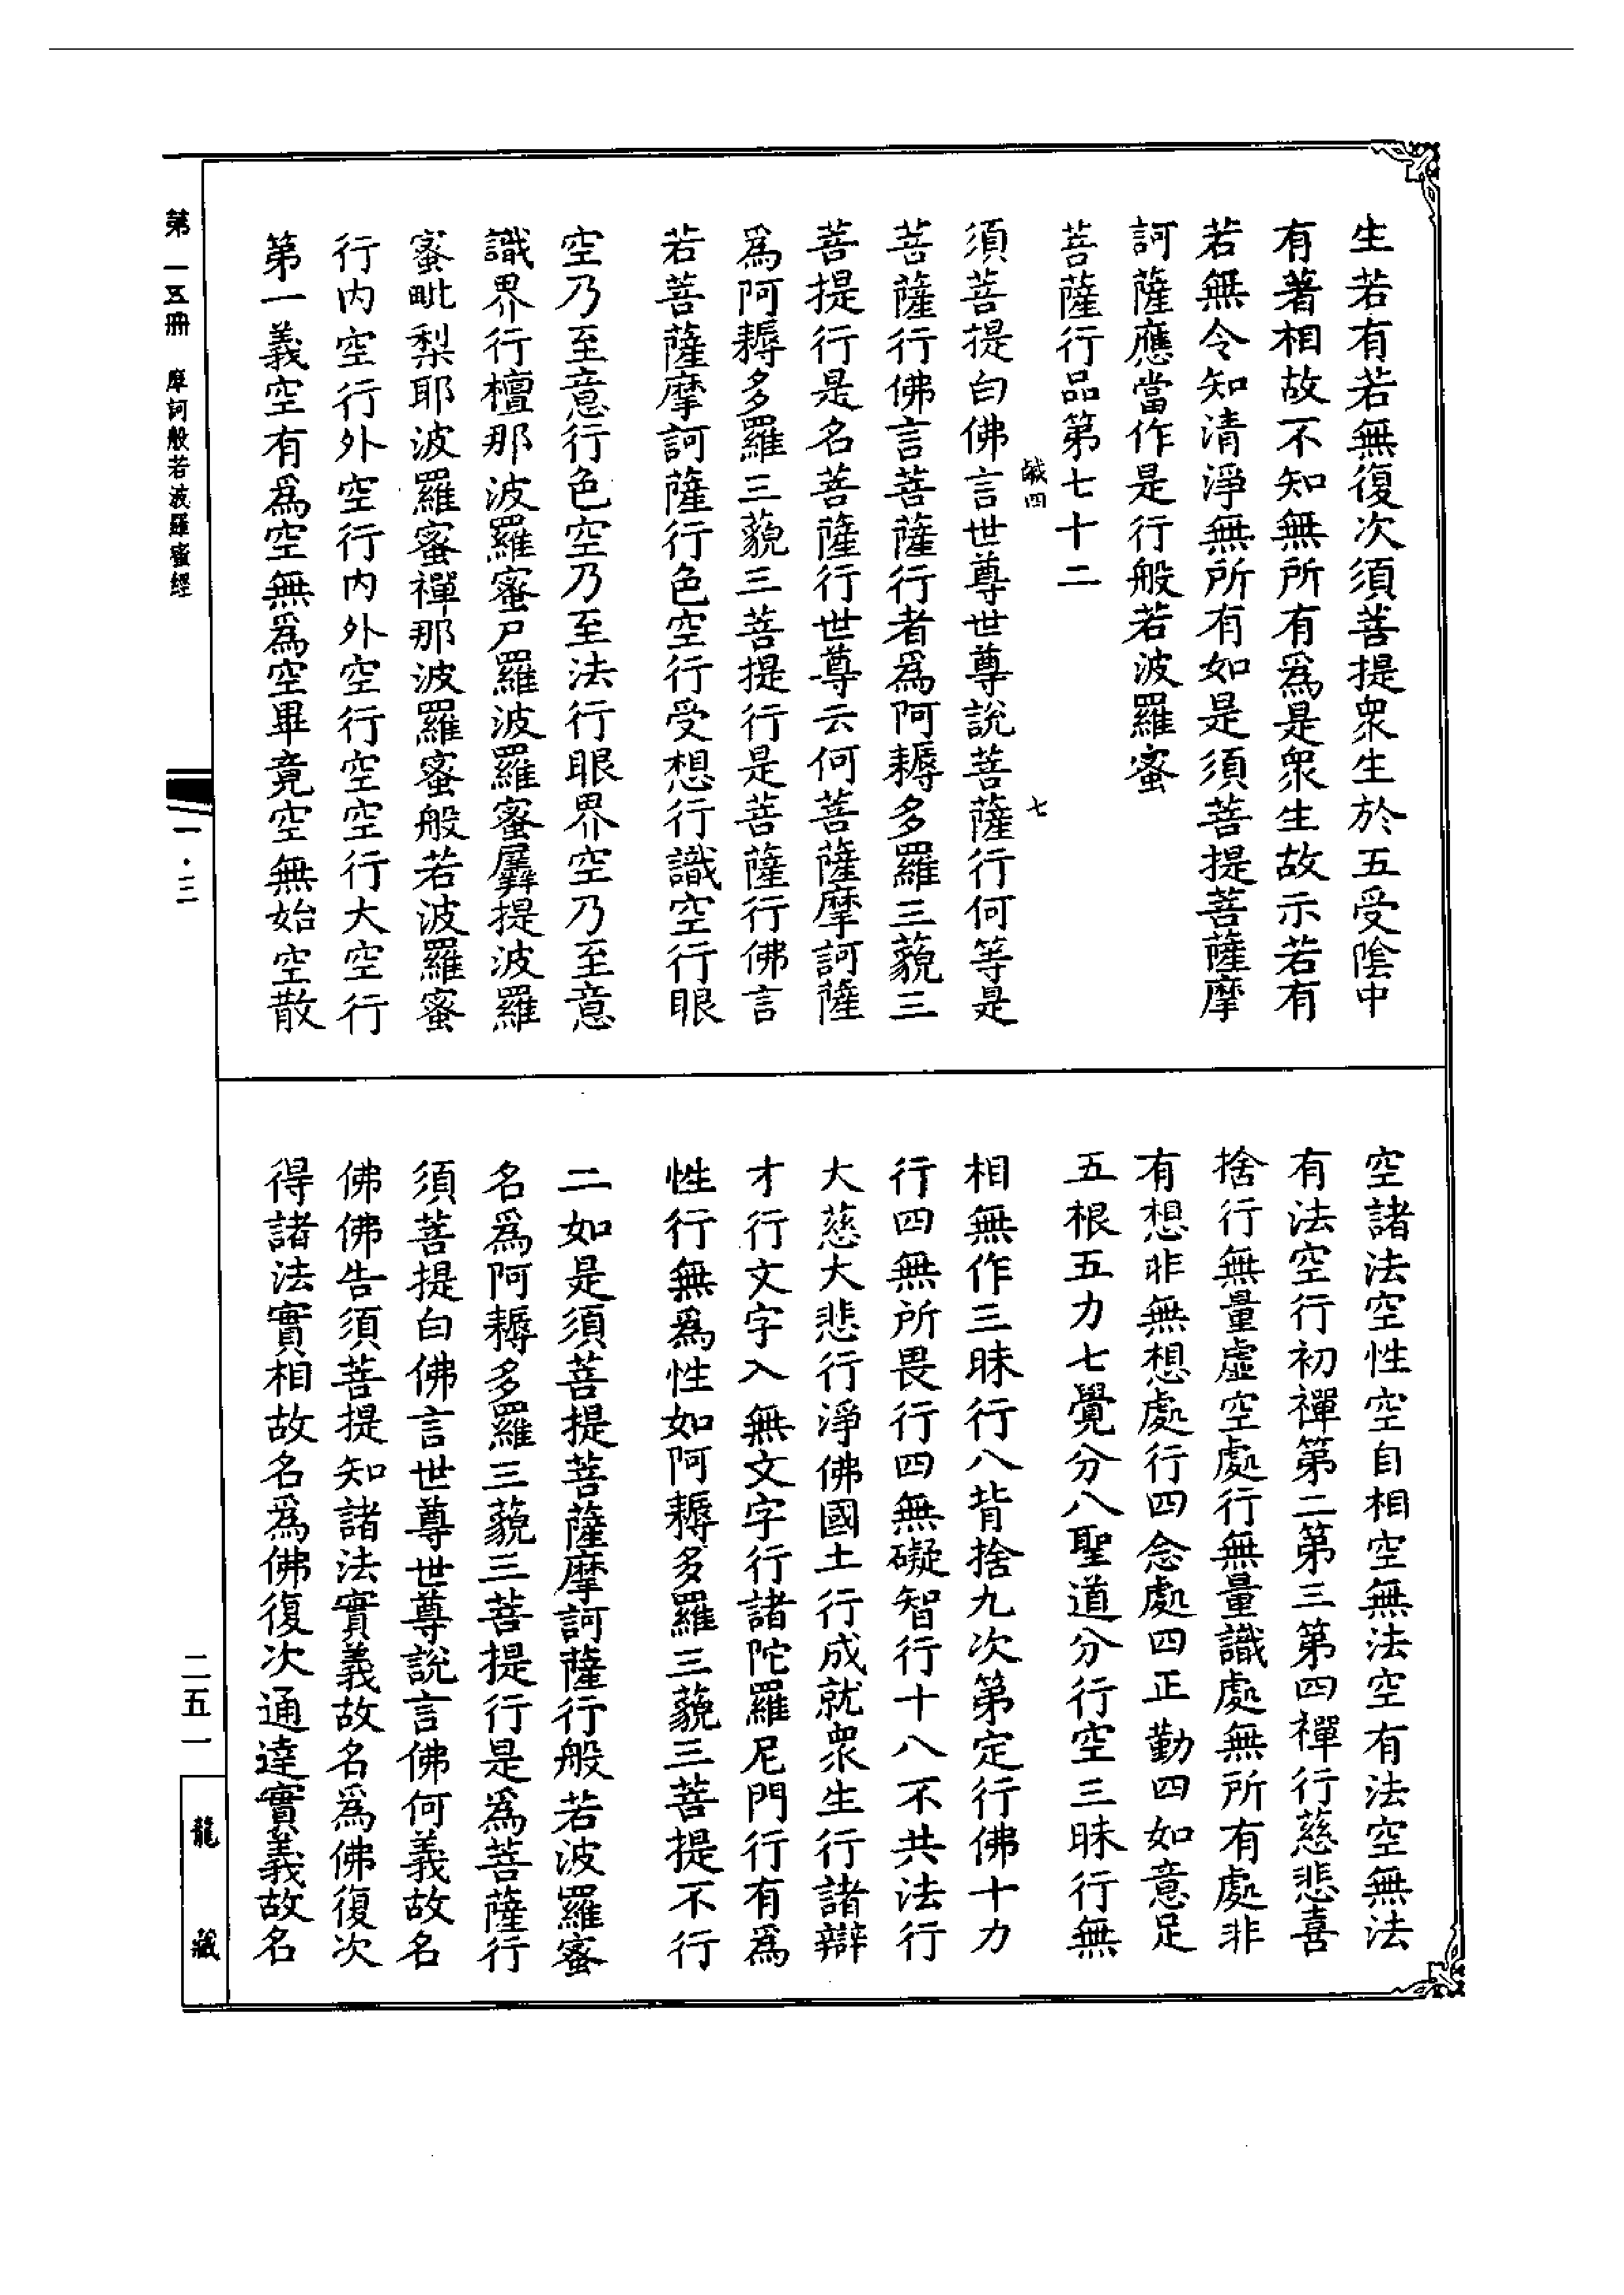 生若有若無復次須菩提衆生於五受陰中
有著相故不知無所有爲是衆生故示若有
若無令知清淨無所有如是須菩提菩薩摩
訶薩應當作是行般若波羅蜜
菩薩行品第七十二
鹹四 七
須菩提白佛言世尊世尊說菩薩行何等是
菩薩行佛言菩薩行者爲阿耨多羅三藐三
菩提行是名菩薩行世尊云何菩薩摩訶薩
爲阿耨多羅三藐三菩提行是菩薩行佛言
若菩薩摩訶薩行色空行受想行識空行眼
空乃至意行色空乃至法行眼界空乃至意
識界行檀那波羅蜜尸羅波羅蜜羼提波羅
蜜毗梨耶波羅蜜禪那波羅蜜般若波羅蜜
行内空行外空行内外空行空空行大空行
第一義空有爲空無爲空畢竟空無始空散
空諸法空性空自相空無法空有法空無法
有法空行初禪第二第三第四禪行慈悲喜
捨行無量虛空處行無量識處無所有處非
有想非無想處行四念處四正勤四如意足
五根五力七覺分八聖道分行空三昧行無
相無作三昧行八背捨九次第定行佛十力
行四無所畏行四無礙智行十八不共法行
大慈大悲行淨佛國土行成就衆生行諸辯
才行文字入無文字行諸陀羅尼門行有爲
性行無爲性如阿耨多羅三藐三菩提不行
二如是須菩提菩薩摩訶薩行般若波羅蜜
名爲阿耨多羅三藐三菩提行是爲菩薩行
須菩提白佛言世尊世尊說言佛何義故名
佛佛告須菩提知諸法實義故名爲佛復次
得諸法實相故名爲佛復次通達實義故名
第一五冊 摩訶般若波羅蜜經
一·二
二五一
龍藏